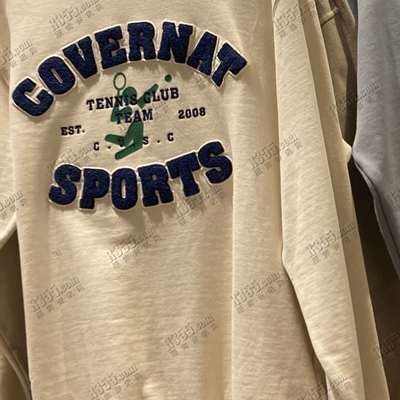 COVERNAT
TENNIS CLUB
TEAM
EST. 2008
C.T.S.C
SPORTS